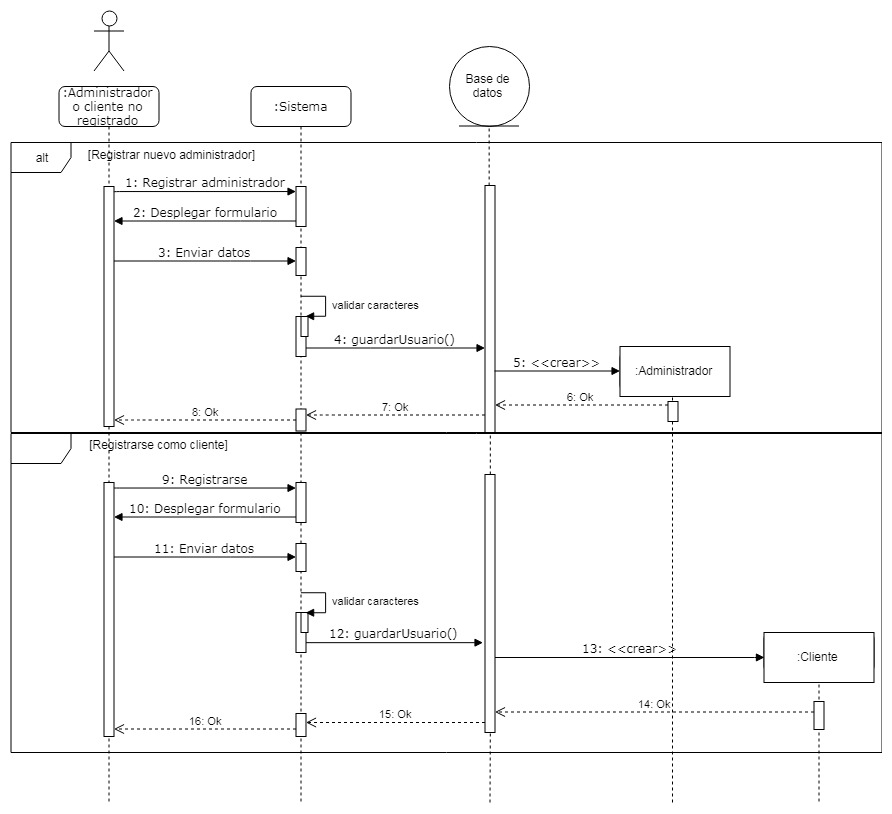 :Administrador
o cliente no
registrado
:Sistema
Base de
datos
alt
[Registrar nuevo administrador]
1: Registrar administrador
2: Desplegar formulario
3: Enviar datos
validar caracteres
4: guardarUsuario()
5: <<crear>>
:Administrador
6: Ok
7: Ok
8: Ok
[Registrarse como cliente]
9: Registrarse
10: Desplegar formulario
11: Enviar datos
validar caracteres
12: guardarUsuario()
13: <<crear>>
:Cliente
14: Ok
15: Ok
16: Ok